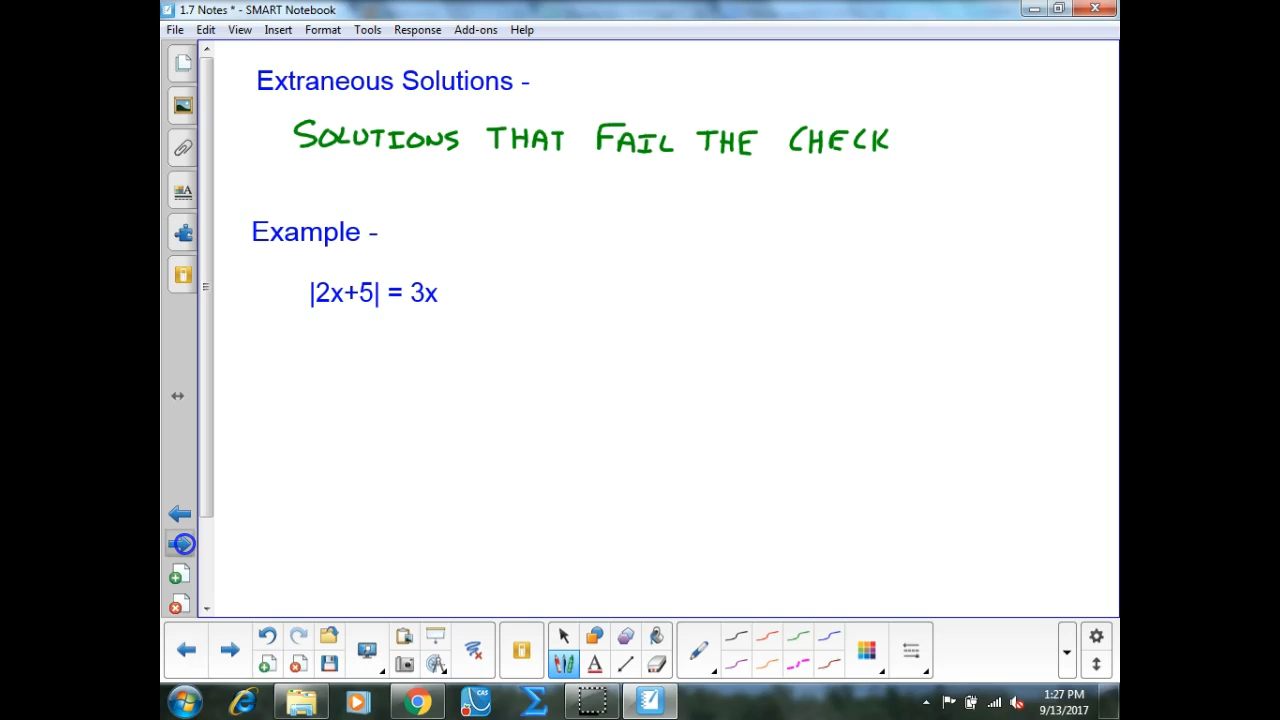 1.7 Notes * - SMART Notebook
File Edit View Insert Format Tools Response Add-ons Help
Extraneous Solutions -
SOLUTIONS THAT FAIL THE CHECK
Example -
|2x+5| = 3x
CAS
1:27 PM
9/13/2017